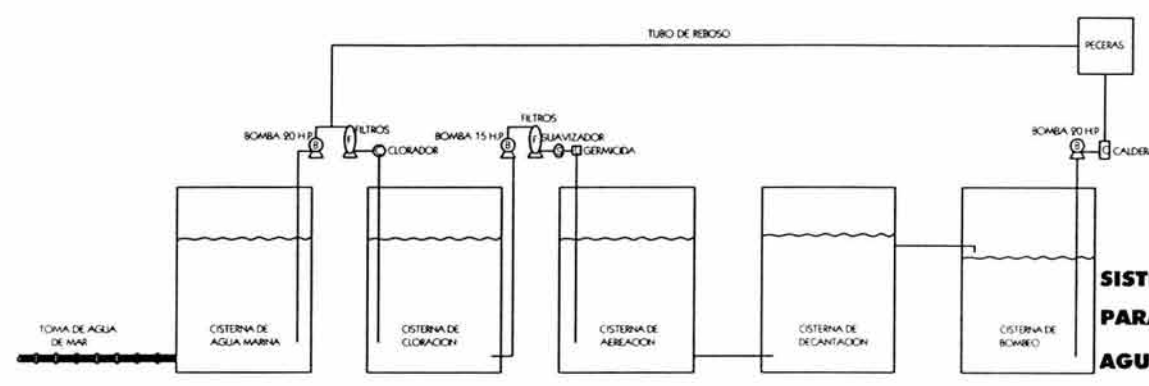 TUBO DE REBOSO
PECERAS
BOMBA 20 H.P.
B
FILTROS
F
C
CLORADOR
FILTROS
BOMBA 15 H.P.
B
F
SUAVIZADOR
S
GERMICIDA
BOMBA 20 H.P.
B
C
CALDERA
TOMA DE AGUA
DE MAR
CISTERNA DE
AGUA MARINA
CISTERNA DE
CLORACION
CISTERNA DE
AEREACION
CISTERNA DE
DECANTACION
CISTERNA DE
BOMBEO
SIST
PARA
AGU